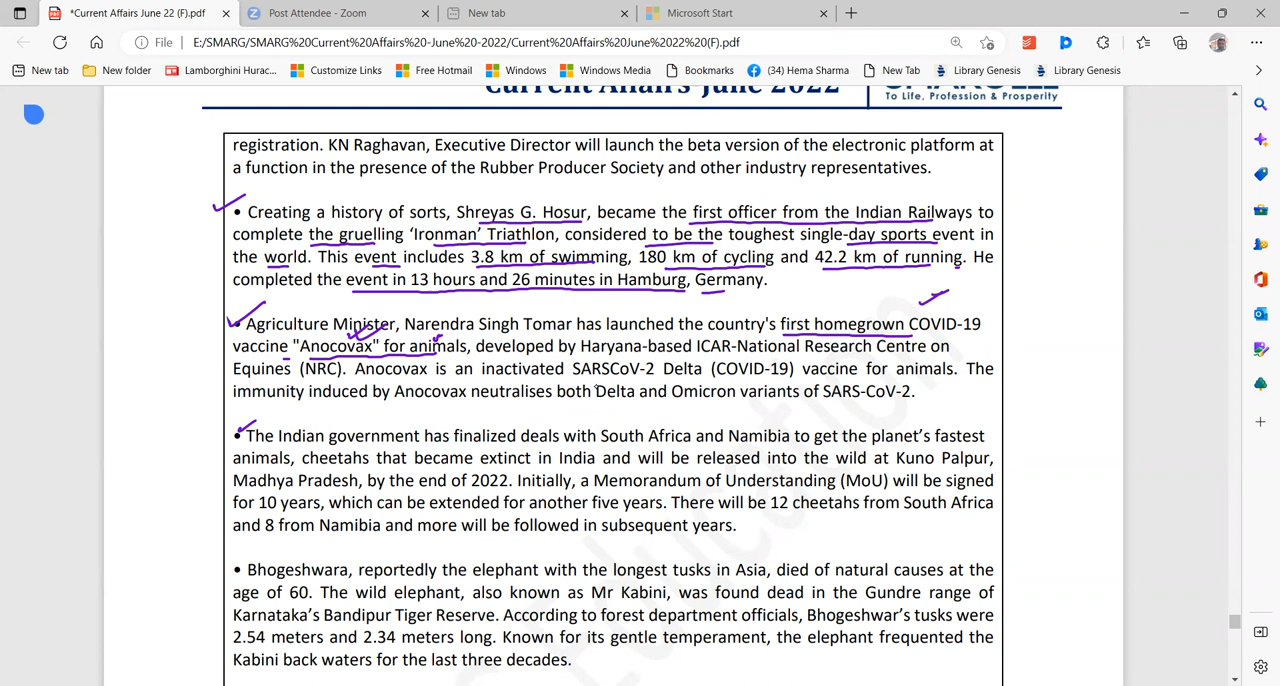 *Current Affairs June 22 (F).pdf
Post Attendee - Zoom
New tab
Microsoft Start
File
E:/SMARG/SMARG%20Current%20Affairs%20-June%20-2022/Current%20Affairs%20June%2022%20(F).pdf
New tab
New folder
Lamborghini Hurac...
Customize Links
Free Hotmail
Windows
Windows Media
Bookmarks
(34) Hema Sharma
New Tab
Library Genesis
Library Genesis
Current Affairs June 2022
To Life, Profession & Prosperity
registration. KN Raghavan, Executive Director will launch the beta version of the electronic platform at
a function in the presence of the Rubber Producer Society and other industry representatives.
• Creating a history of sorts, Shreyas G. Hosur, became the first officer from the Indian Railways to
complete the gruelling ‘Ironman’ Triathlon, considered to be the toughest single-day sports event in
the world. This event includes 3.8 km of swimming, 180 km of cycling and 42.2 km of running. He
completed the event in 13 hours and 26 minutes in Hamburg, Germany.
• Agriculture Minister, Narendra Singh Tomar has launched the country's first homegrown COVID-19
vaccine "Anocovax" for animals, developed by Haryana-based ICAR-National Research Centre on
Equines (NRC). Anocovax is an inactivated SARSCoV-2 Delta (COVID-19) vaccine for animals. The
immunity induced by Anocovax neutralises both Delta and Omicron variants of SARS-CoV-2.
• The Indian government has finalized deals with South Africa and Namibia to get the planet’s fastest
animals, cheetahs that became extinct in India and will be released into the wild at Kuno Palpur,
Madhya Pradesh, by the end of 2022. Initially, a Memorandum of Understanding (MoU) will be signed
for 10 years, which can be extended for another five years. There will be 12 cheetahs from South Africa
and 8 from Namibia and more will be followed in subsequent years.
• Bhogeshwara, reportedly the elephant with the longest tusks in Asia, died of natural causes at the
age of 60. The wild elephant, also known as Mr Kabini, was found dead in the Gundre range of
Karnataka’s Bandipur Tiger Reserve. According to forest department officials, Bhogeshwar’s tusks were
2.54 meters and 2.34 meters long. Known for its gentle temperament, the elephant frequented the
Kabini back waters for the last three decades.
Education